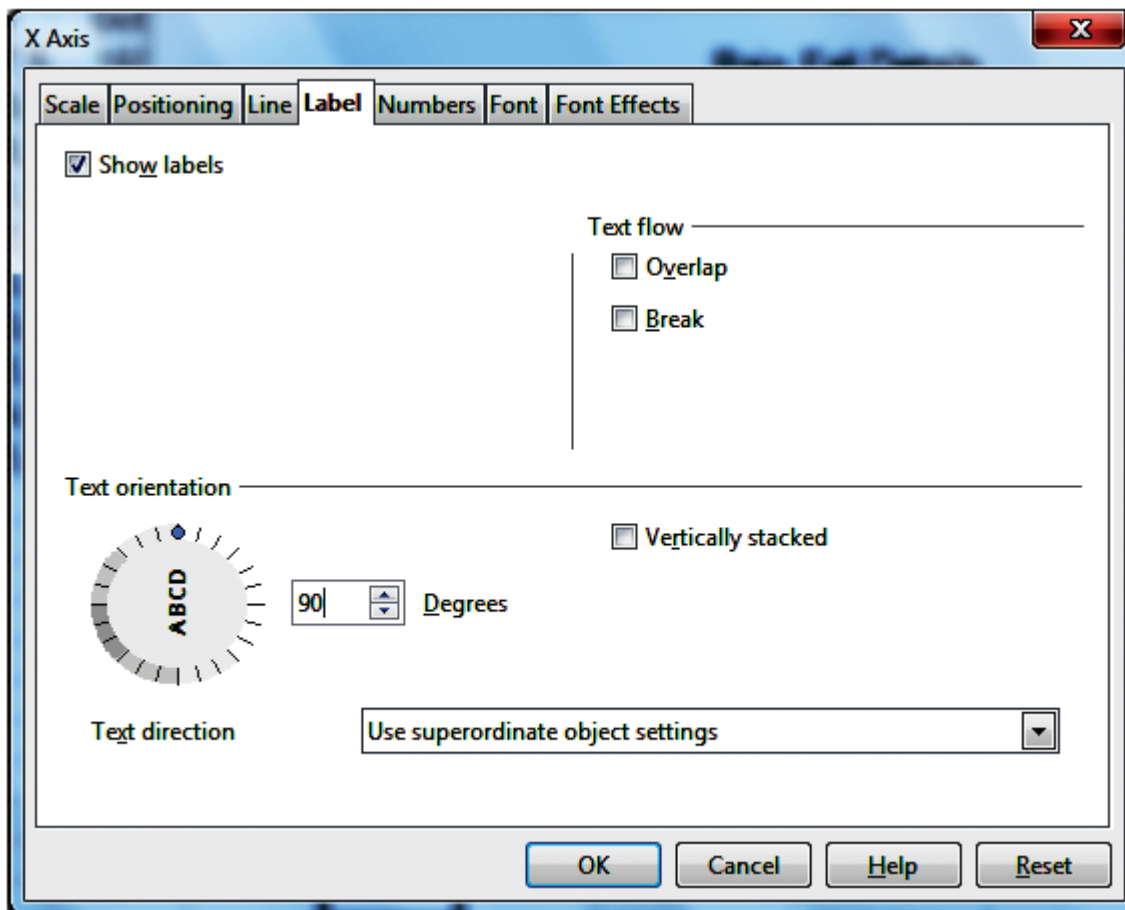 X Axis
Scale Positioning Line Label Numbers Font Font Effects
Show labels
Text flow
Overlap
Break
Text orientation
Vertically stacked
ABCD
90 Degrees
Text direction Use superordinate object settings
OK Cancel Help Reset